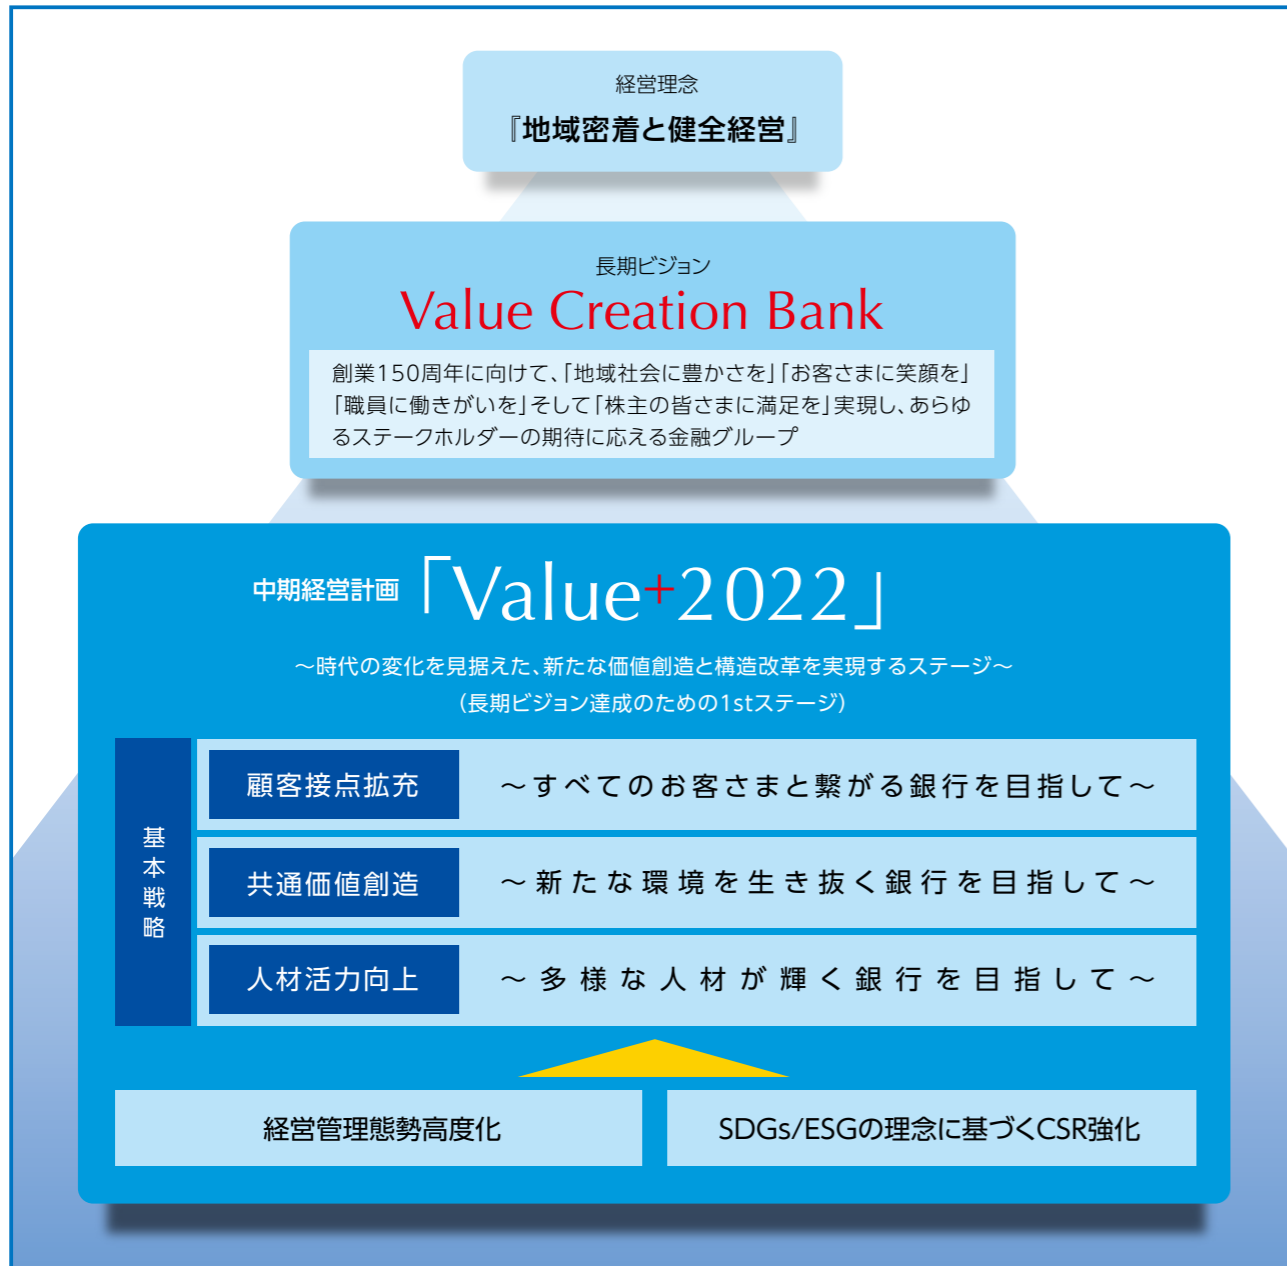 経営理念
『地域密着と健全経営』
長期ビジョン
Value Creation Bank
創業150周年に向けて、「地域社会に豊かさを」「お客さまに笑顔を」
「職員に働きがいを」そして「株主の皆さまに満足を」実現し、あらゆ
るステークホルダーの期待に応える金融グループ
中期経営計画「Value+2022」
～時代の変化を見据えた、新たな価値創造と構造改革を実現するステージ～
（長期ビジョン達成のための1stステージ）
基本戦略
顧客接点拡充 ～すべてのお客さまと繋がる銀行を目指して～
共通価値創造 ～新たな環境を生き抜く銀行を目指して～
人材活力向上 ～多様な人材が輝く銀行を目指して～
経営管理態勢高度化 SDGs/ESGの理念に基づくCSR強化